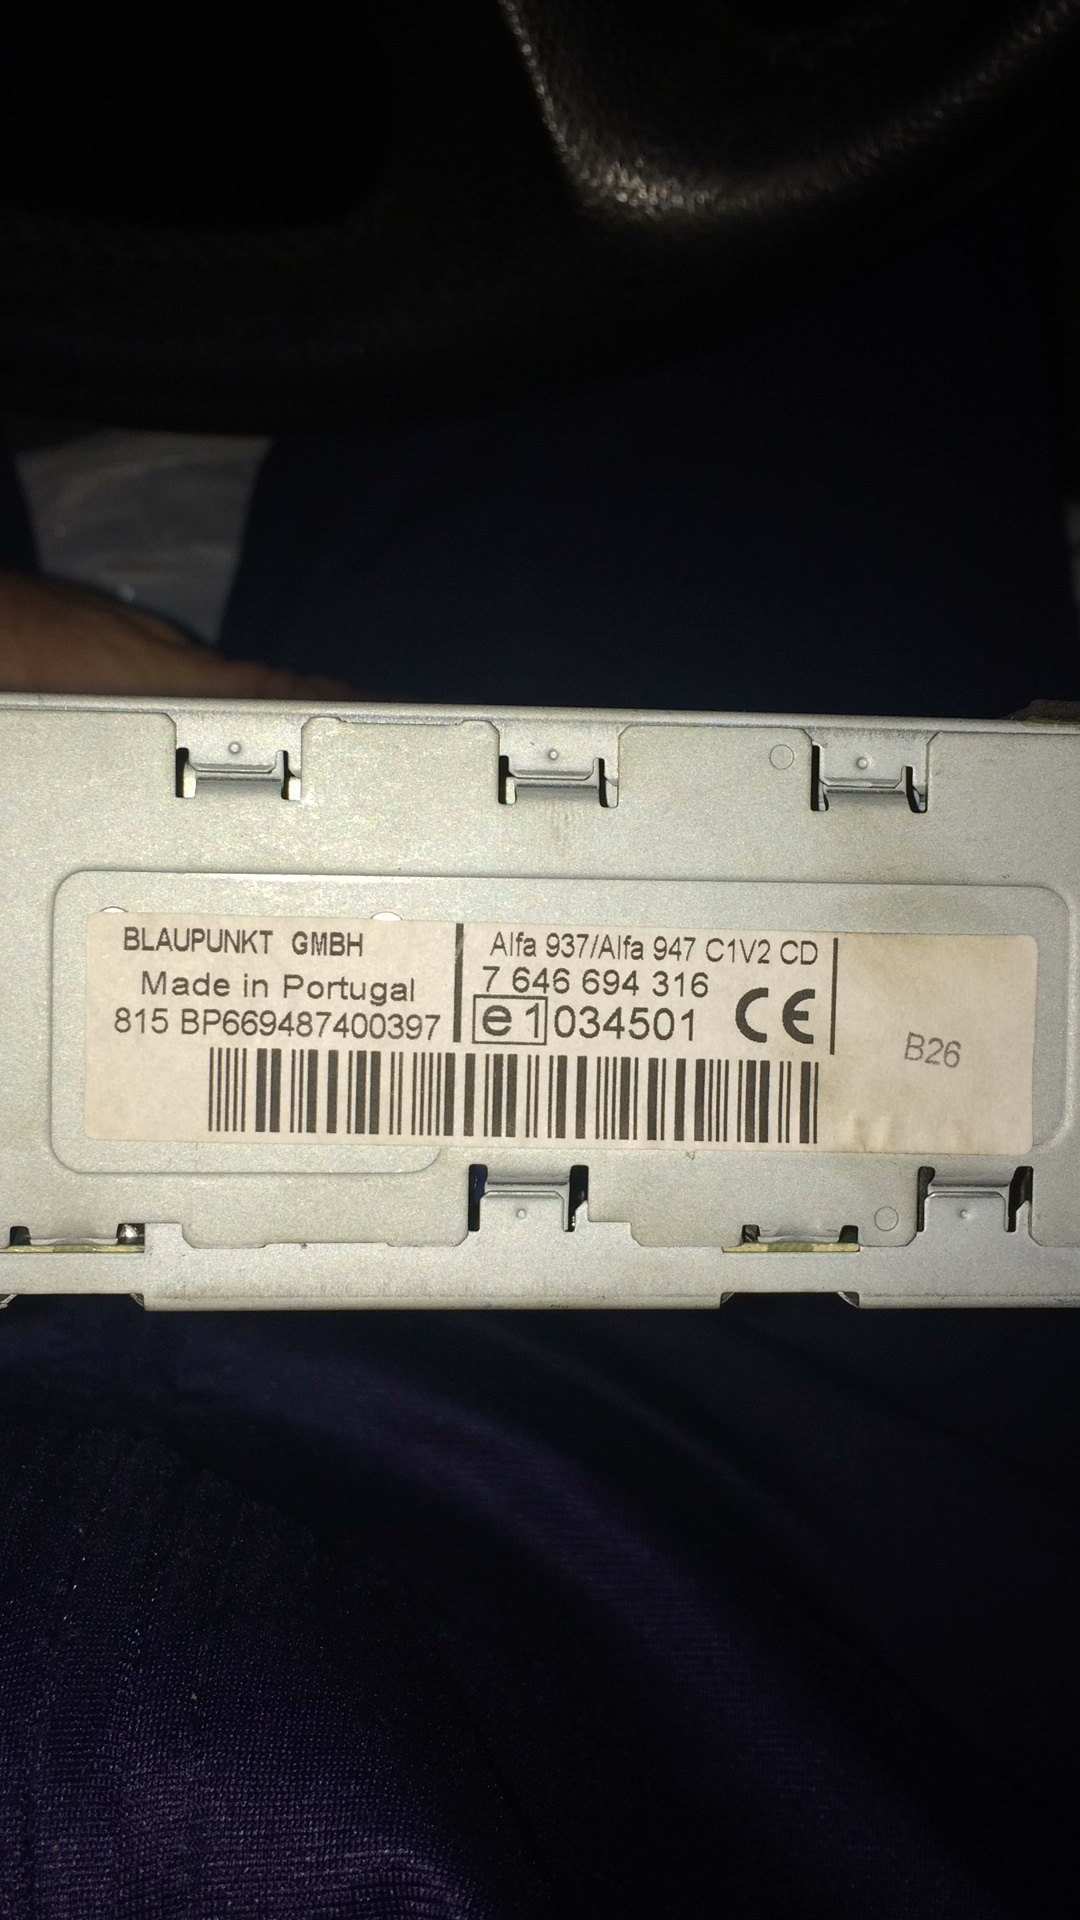 BLAUPUNKT GMBH
Made in Portugal
815 BP669487400397
Alfa 937/Alfa 947 C1V2 CD
7 646 694 316
e1 034501 CE
B26